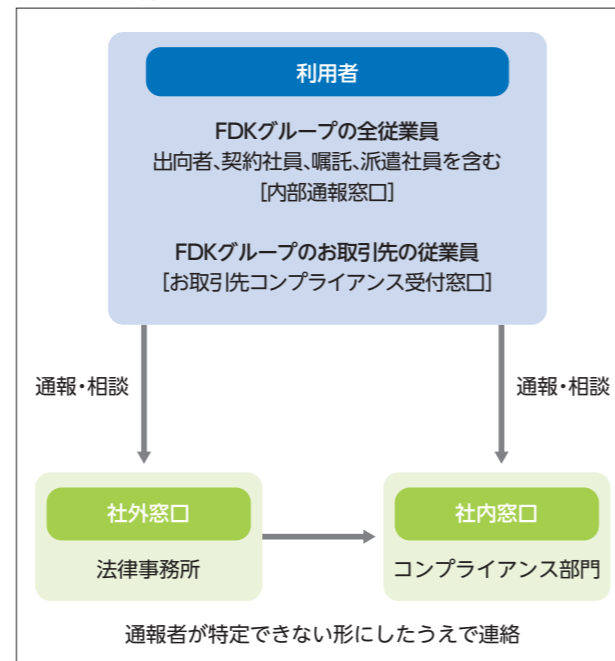 利用者
FDKグループの全従業員
出向者、契約社員、嘱託、派遣社員を含む
[内部通報窓口]
FDKグループのお取引先の従業員
[お取引先コンプライアンス受付窓口]
通報・相談
通報・相談
社外窓口
法律事務所
社内窓口
コンプライアンス部門
通報者が特定できない形にしたうえで連絡